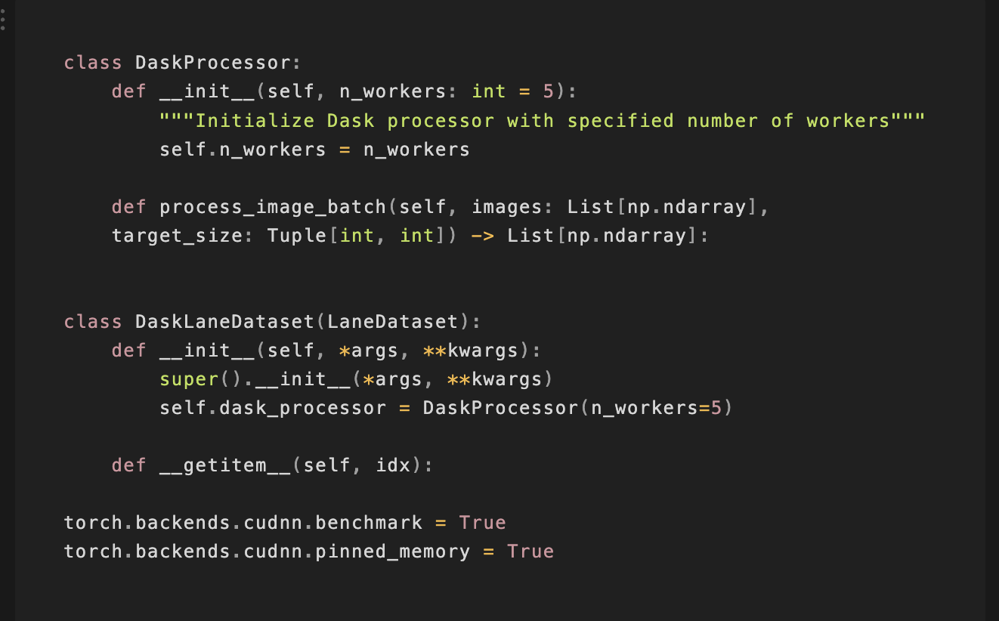 class DaskProcessor:
    def __init__(self, n_workers: int = 5):
        """Initialize Dask processor with specified number of workers"""
        self.n_workers = n_workers
    def process_image_batch(self, images: List[np.ndarray],
    target_size: Tuple[int, int]) -> List[np.ndarray]:
class DaskLaneDataset(LaneDataset):
    def __init__(self, *args, **kwargs):
        super().__init__(*args, **kwargs)
        self.dask_processor = DaskProcessor(n_workers=5)
    def __getitem__(self, idx):
torch.backends.cudnn.benchmark = True
torch.backends.cudnn.pinned_memory = True